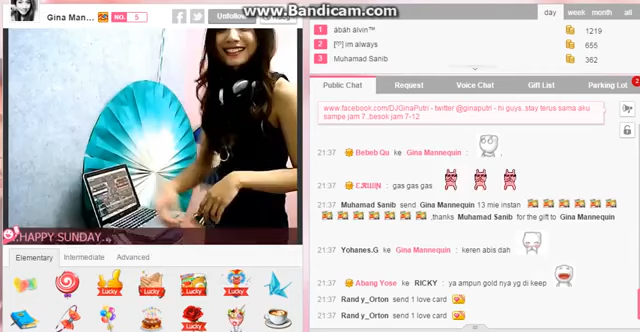 www.Bandicam.com
Gina Man...
NO. 5
Unfollow
day week month all
1 âbáh álvin™ 1219
2 im always 655
3 Muhamad Sanib 362
Public Chat Request Voice Chat Gift List Parking Lot 2
www.facebook.com/DJGinaPutri - twitter @ginaputri - hi guys..stay terus sama aku
sampe jam 7..besok jam 7-12
21:37 Bebeb Qu ke Gina Mannequin :
21:37 : gas gas gas
21:37 Muhamad Sanib send Gina Mannequin 13 mie instan
,thanks Muhamad Sanib for the gift to Gina Mannequin
21:37 Yohanes.G ke Gina Mannequin : keren abis dah
21:37 Abang Yose ke RICKY : ya ampun gold nya yg di keep
21:37 Rand y_Orton send 1 love card
21:37 Rand y_Orton send 1 love card
..HAPPY SUNDAY...
Elementary Intermediate Advanced
Lucky Lucky Lucky